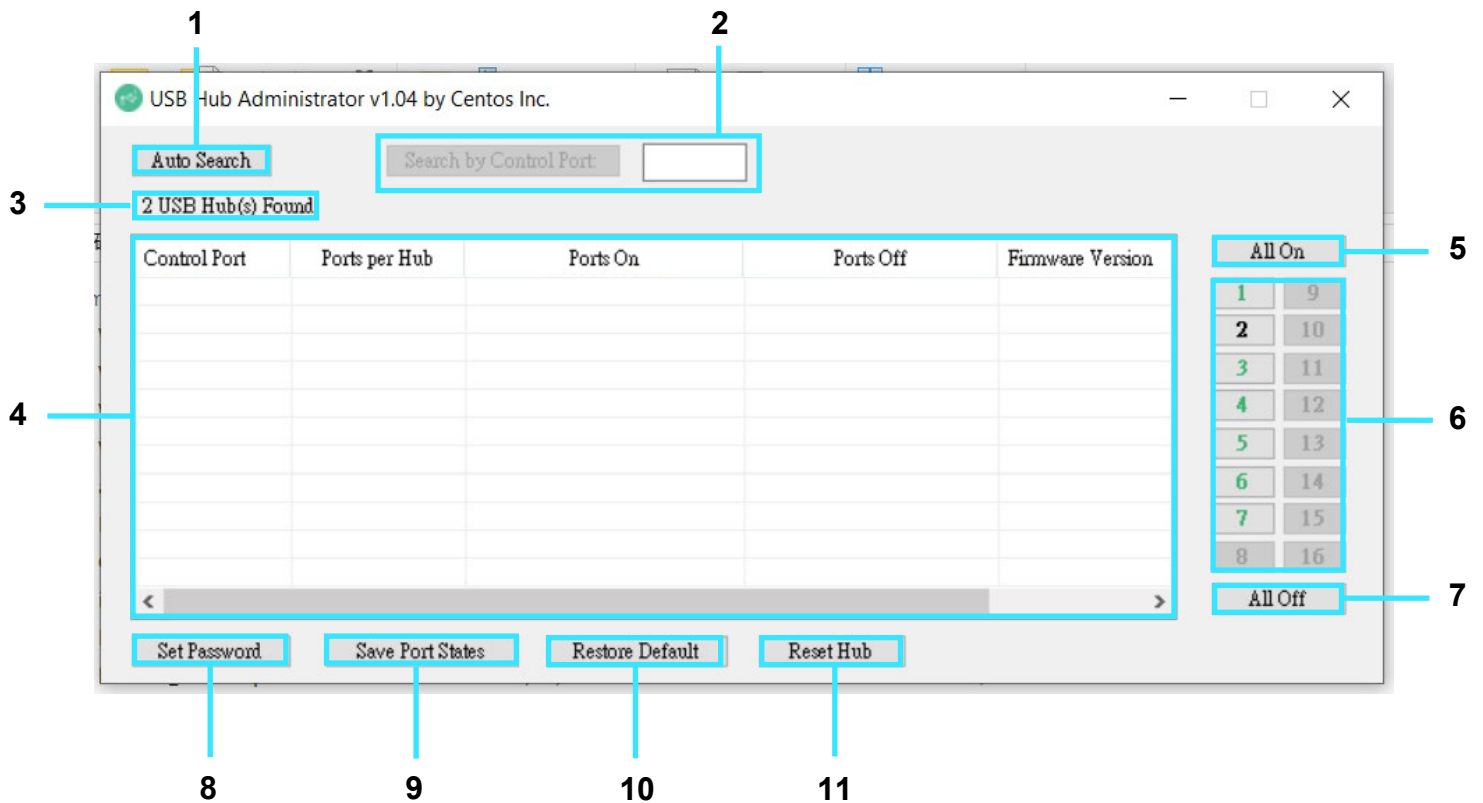 1
2
USB Hub Administrator v1.04 by Centos Inc.
Auto Search
Search by Control Port:
3
2 USB Hub(s) Found
Control Port Ports per Hub Ports On Ports Off Firmware Version
All On
5
1 9
2 10
3 11
4 12
4
6
5 13
6 14
7 15
8 16
All Off
7
Set Password Save Port States Restore Default Reset Hub
8 9 10 11